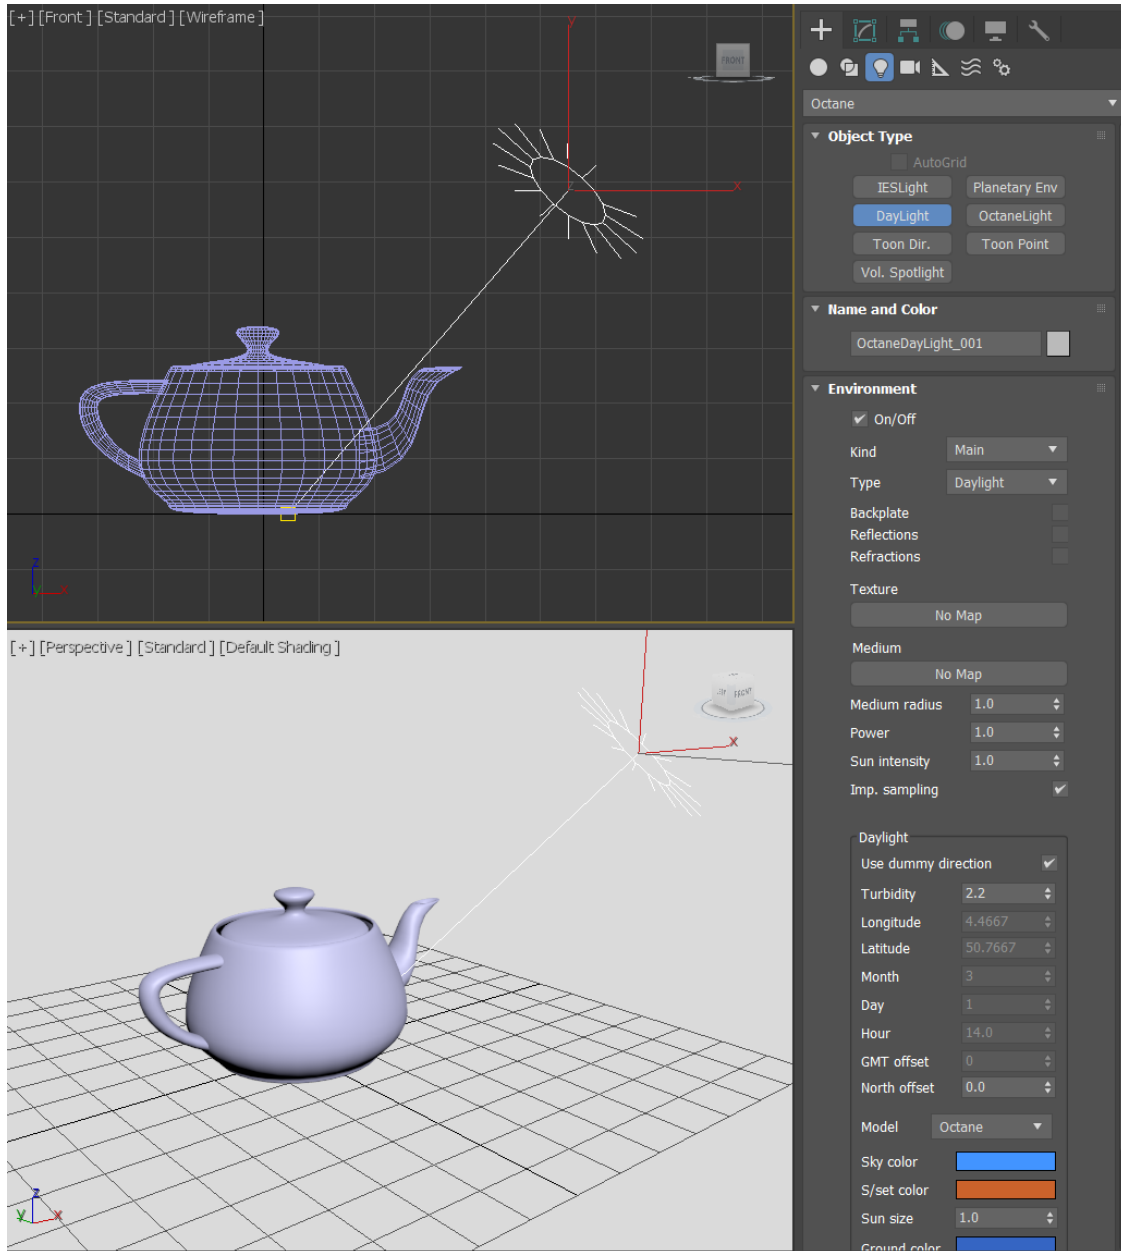 [+] [Front ] [Standard ] [Wireframe ]
y
FRONT
z
x
z
y
x
[+] [Perspective ] [Standard ] [Default Shading ]
FRONT
x
z
y
x
Octane
Object Type
AutoGrid
IESLight Planetary Env
DayLight OctaneLight
Toon Dir. Toon Point
Vol. Spotlight
Name and Color
OctaneDayLight_001
Environment
On/Off
Kind Main
Type Daylight
Backplate
Reflections
Refractions
Texture
No Map
Medium
No Map
Medium radius 1.0
Power 1.0
Sun intensity 1.0
Imp. sampling
Daylight
Use dummy direction
Turbidity 2.2
Longitude 4.4667
Latitude 50.7667
Month 3
Day 1
Hour 14.0
GMT offset 0
North offset 0.0
Model Octane
Sky color
S/set color
Sun size 1.0
Ground color